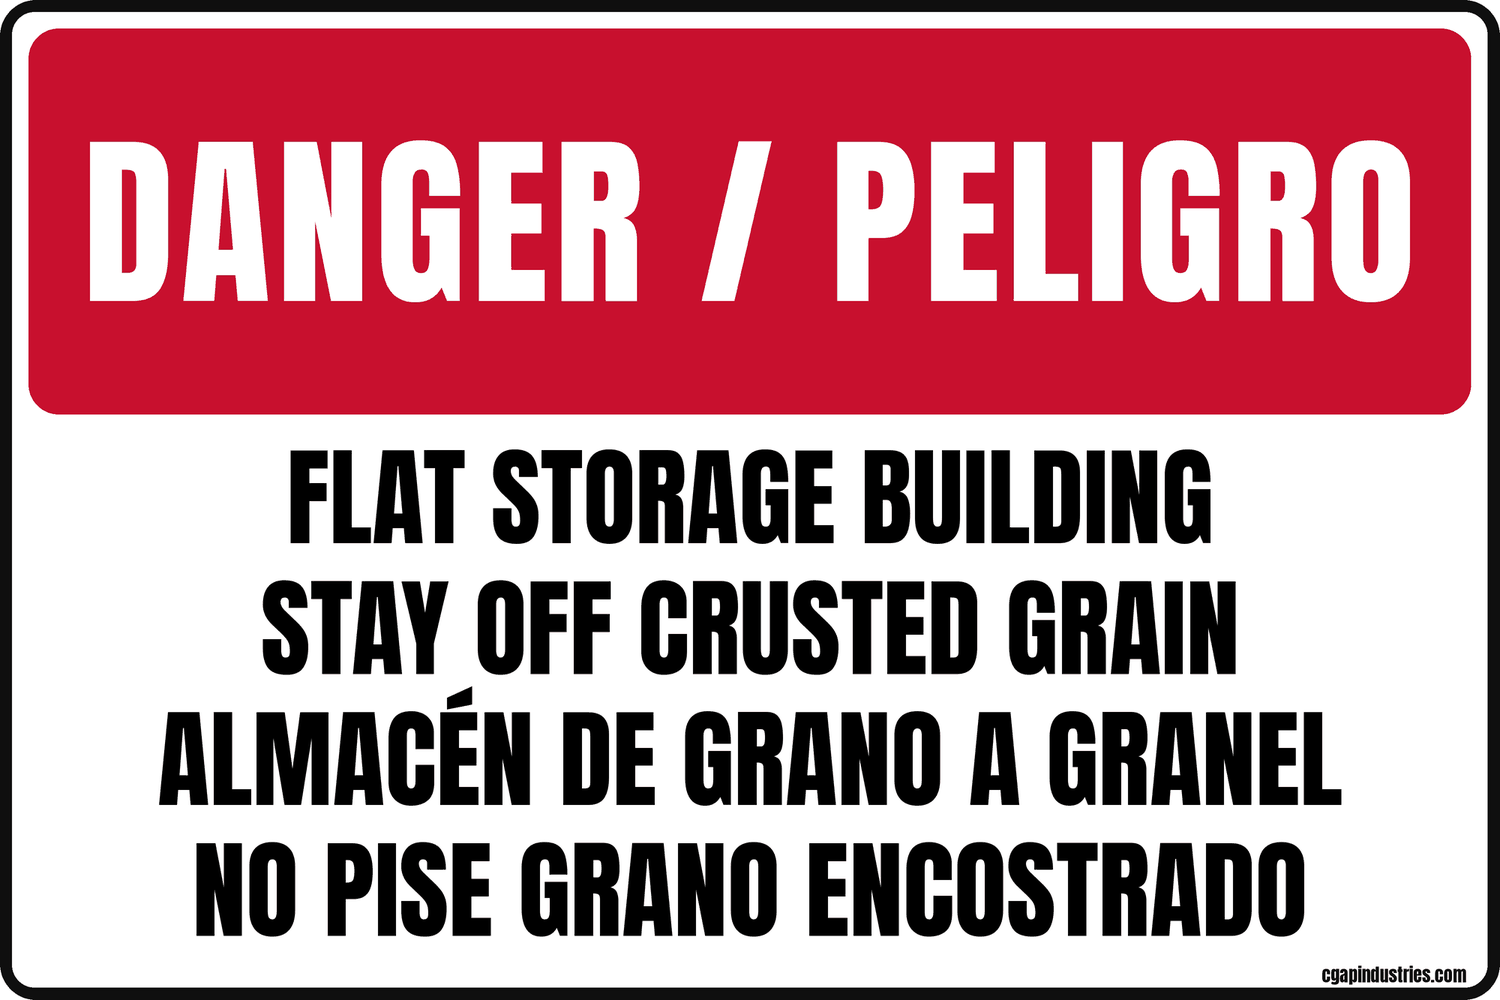 DANGER / PELIGRO
FLAT STORAGE BUILDING
STAY OFF CRUSTED GRAIN
ALMACÉN DE GRANO A GRANEL
NO PISE GRANO ENCOSTRADO
cgapindustries.com